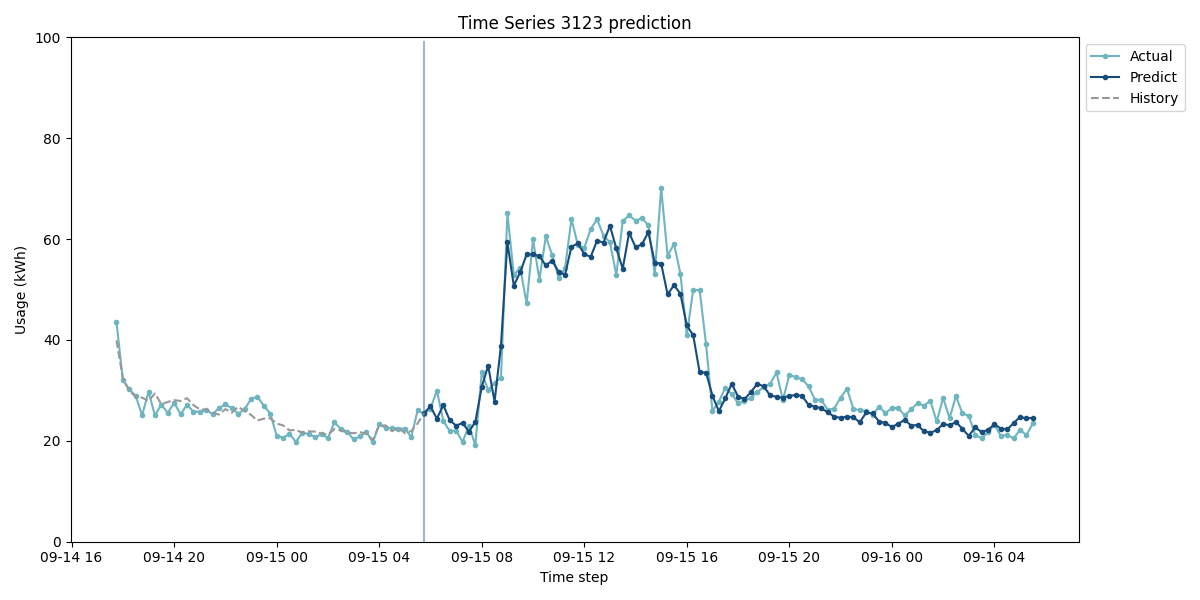 Time Series 3123 prediction
100
80
60
40
20
0
Usage (kWh)
09-14 16
09-14 20
09-15 00
09-15 04
09-15 08
09-15 12
09-15 16
09-15 20
09-16 00
09-16 04
Time step
Actual
Predict
History